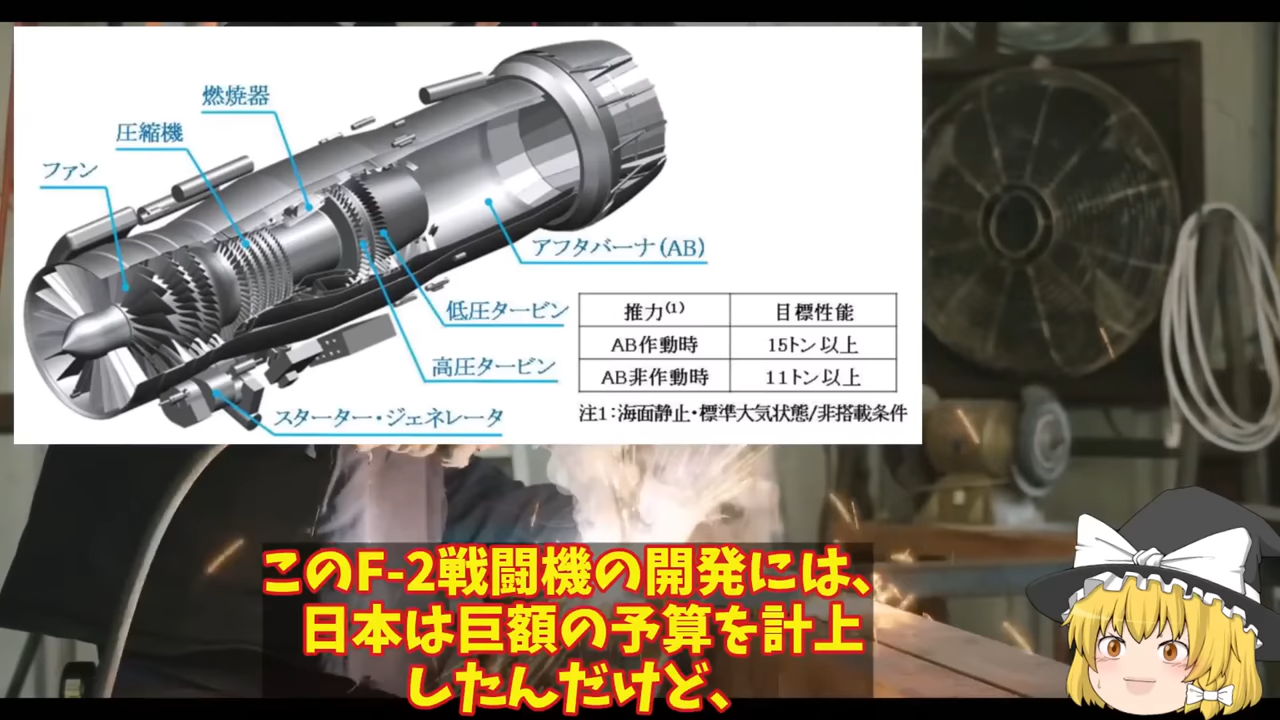 燃焼器
圧縮機
ファン
アフタバーナ(AB)
低圧タービン
高圧タービン
スターター・ジェネレータ
推力(1) 目標性能
AB作動時 15トン以上
AB非作動時 11トン以上
注1:海面静止・標準大気状態/非搭載条件
このF-2戦闘機の開発には、
日本は巨額の予算を計上
したんだけど、